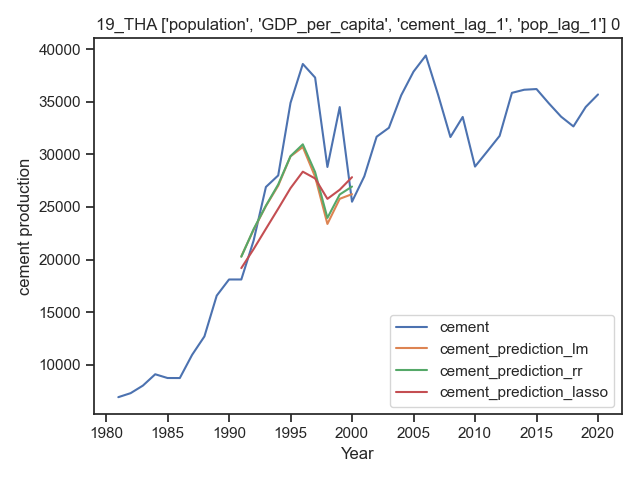 19_THA ['population', 'GDP_per_capita', 'cement_lag_1', 'pop_lag_1'] 0
40000
35000
30000
25000
20000
15000
10000
cement production
cement
cement_prediction_lm
cement_prediction_rr
cement_prediction_lasso
1980 1985 1990 1995 2000 2005 2010 2015 2020
Year